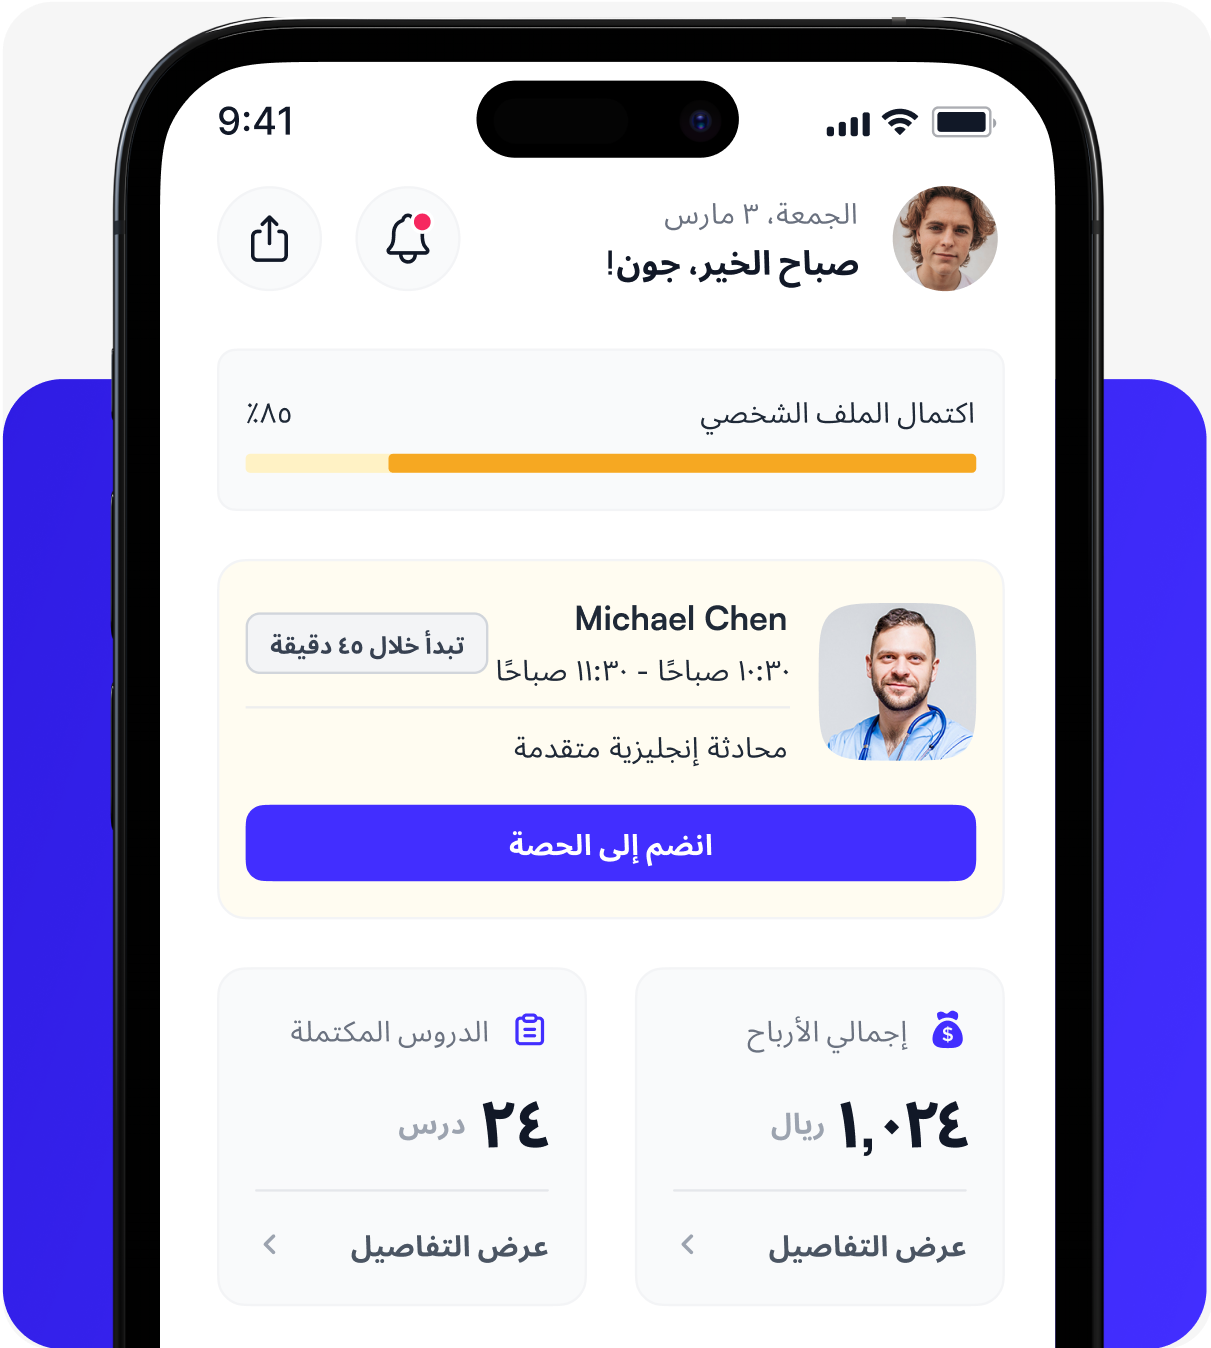 9:41
الجمعة، ٣ مارس
صباح الخير، جون!
اكتمال الملف الشخصي
٨٥٪
Michael Chen
١٠:٣٠ صباحًا - ١١:٣٠ صباحًا
تبدأ خلال ٤٥ دقيقة
محادثة إنجليزية متقدمة
انضم إلى الحصة
إجمالي الأرباح
١,٠٢٤ ريال
عرض التفاصيل
الدروس المكتملة
٢٤ درس
عرض التفاصيل